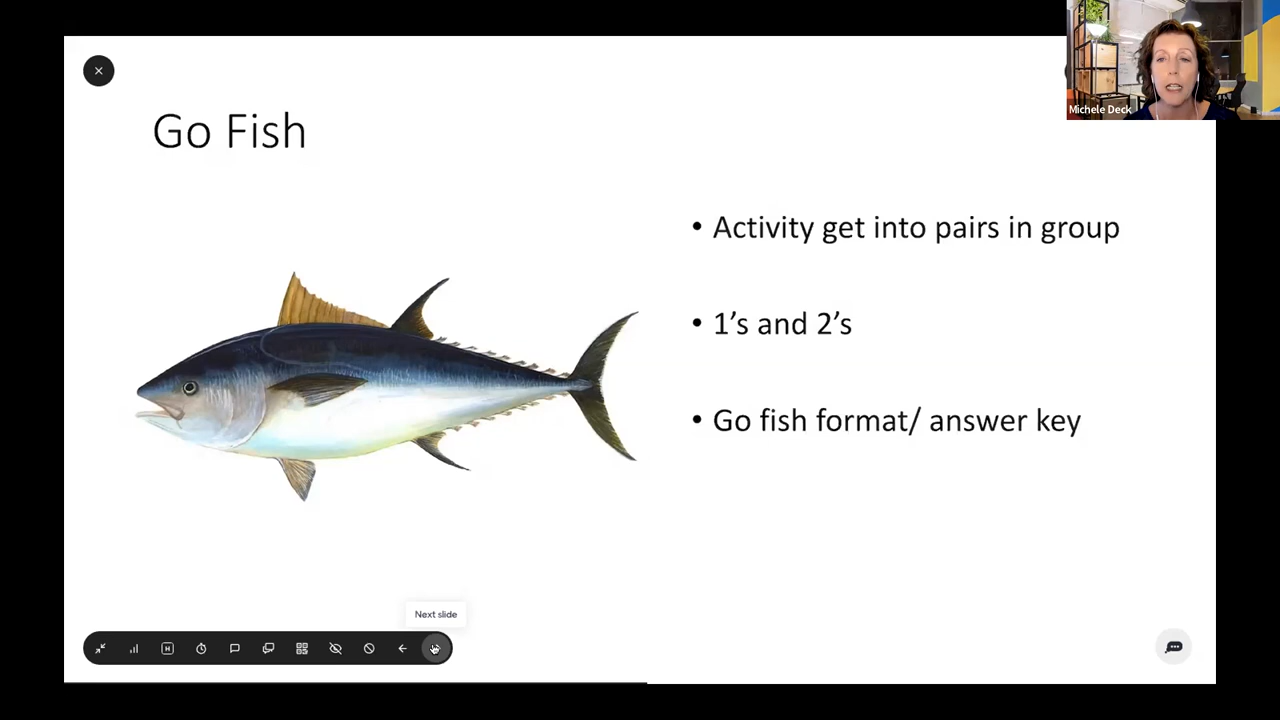 Michele Deck
Go Fish
• Activity get into pairs in group
• 1’s and 2’s
• Go fish format/ answer key
Next slide
H